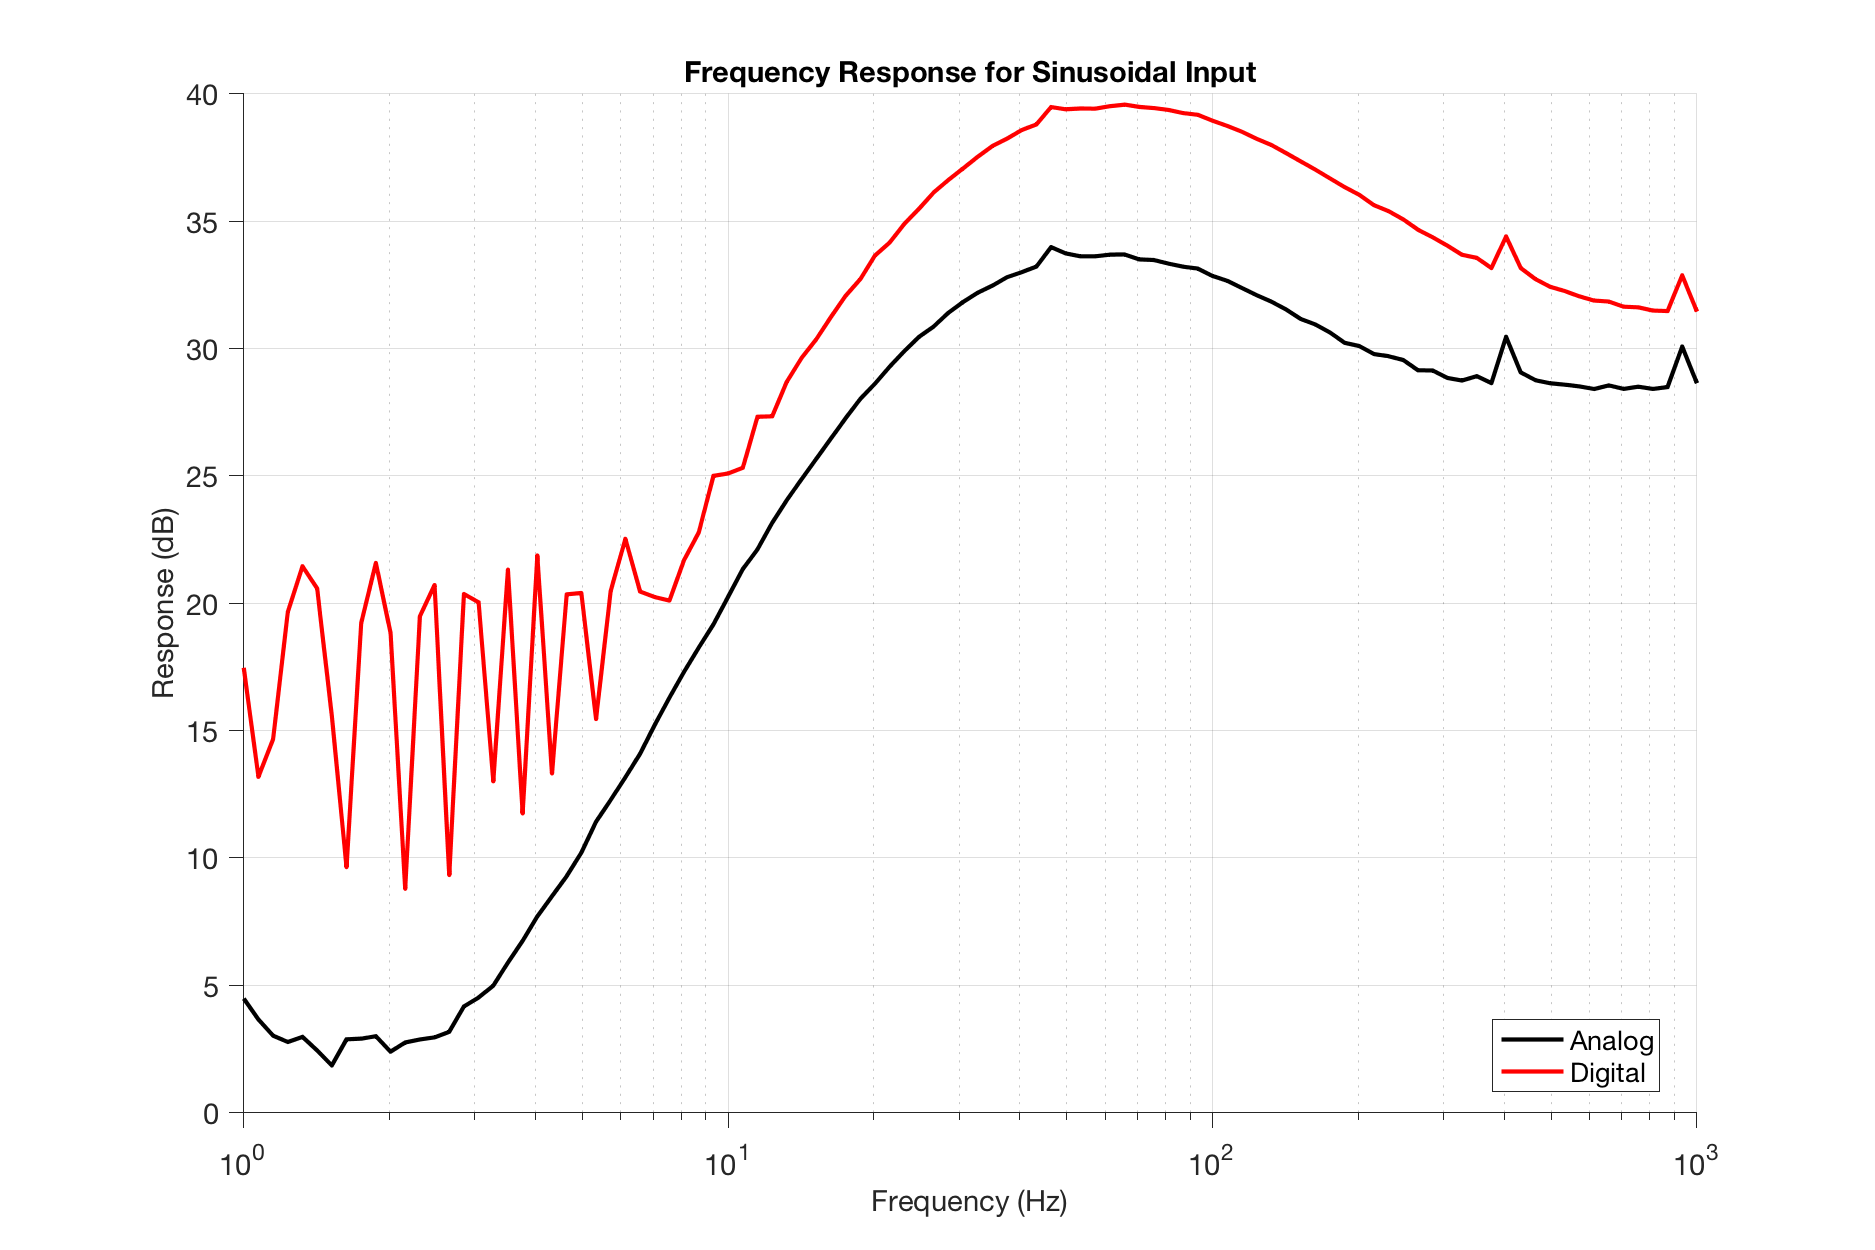 Frequency Response for Sinusoidal Input
40
35
30
25
20
15
10
5
0
Response (dB)
10^0 10^1 10^2 10^3
Frequency (Hz)
Analog
Digital